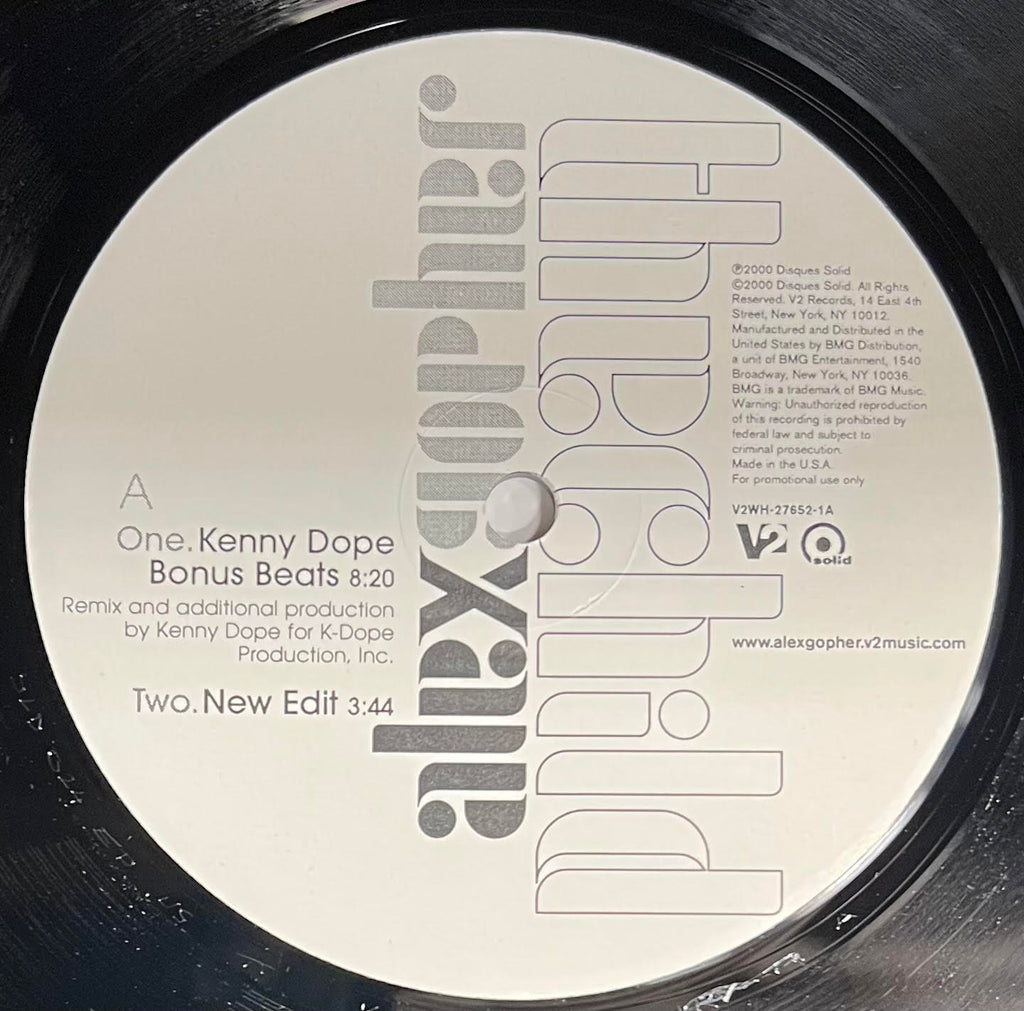 alexgopher.
thechild
A
One. Kenny Dope
Bonus Beats 8:20
Remix and additional production
by Kenny Dope for K-Dope
Production, Inc.
Two. New Edit 3:44
℗2000 Disques Solid
©2000 Disques Solid. All Rights
Reserved. V2 Records, 14 East 4th
Street, New York, NY 10012.
Manufactured and Distributed in the
United States by BMG Distribution,
a unit of BMG Entertainment, 1540
Broadway, New York, NY 10036.
BMG is a trademark of BMG Music.
Warning: Unauthorized reproduction
of this recording is prohibited by
federal law and subject to
criminal prosecution.
Made in the U.S.A.
For promotional use only
V2WH-27652-1A
V2 solid
www.alexgopher.v2music.com